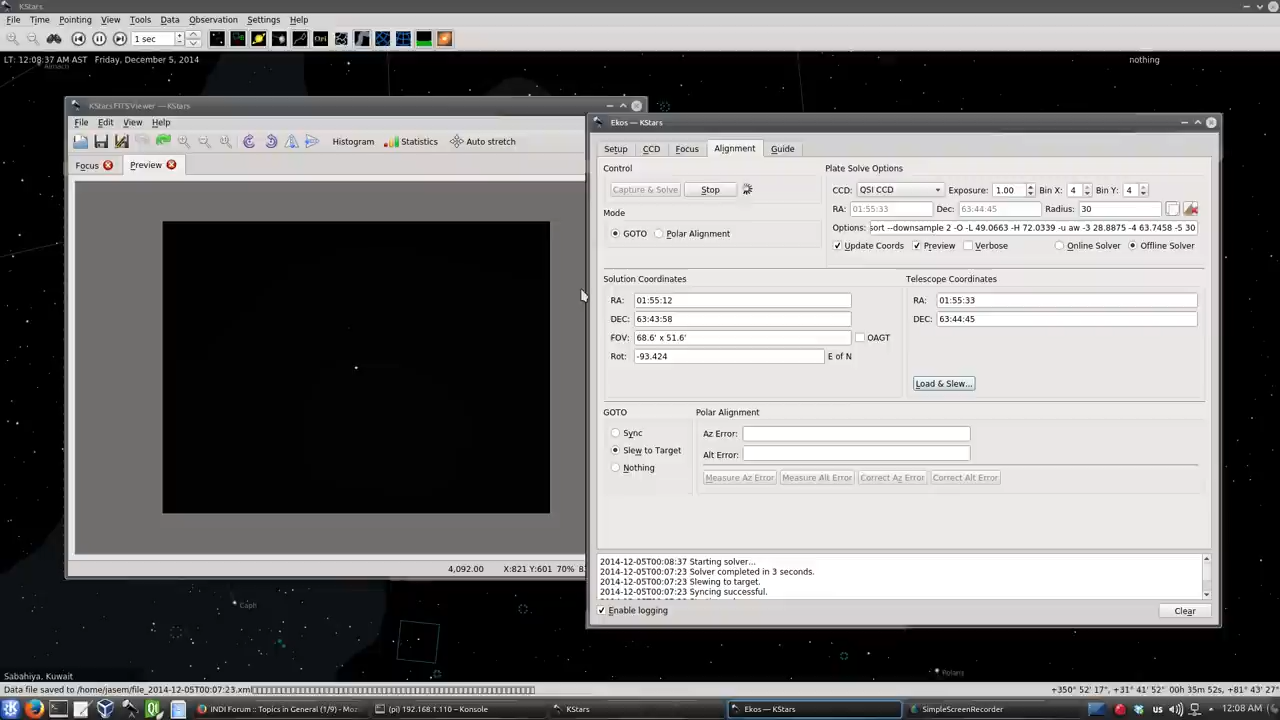 KStars
File Time Pointing View Tools Data Observation Settings Help
1 sec
LT: 12:08:37 AM AST Friday, December 5, 2014
nothing
KStars FITS Viewer — KStars
File Edit View Help
Histogram Statistics Auto stretch
Focus Preview
4,092.00 X:821 Y:601 70%
Ekos — KStars
Setup CCD Focus Alignment Guide
Control
Capture & Solve Stop
Mode
GOTO Polar Alignment
Plate Solve Options
CCD: QSI CCD Exposure: 1.00 Bin X: 4 Bin Y: 4
RA: 01:55:33 Dec: 63:44:45 Radius: 30
Options: sort --downsample 2 -O -L 49.0663 -H 72.0339 -u aw -3 28.8875 -4 63.7458 -5 30
Update Coords Preview Verbose Online Solver Offline Solver
Solution Coordinates
RA: 01:55:12
DEC: 63:43:58
FOV: 68.6' x 51.6' OAGT
Rot: -93.424 E of N
Telescope Coordinates
RA: 01:55:33
DEC: 63:44:45
Load & Slew...
GOTO
Sync
Slew to Target
Nothing
Polar Alignment
Az Error:
Alt Error:
Measure Az Error Measure Alt Error Correct Az Error Correct Alt Error
2014-12-05T00:08:37 Starting solver...
2014-12-05T00:07:23 Solver completed in 3 seconds.
2014-12-05T00:07:23 Slewing to target.
2014-12-05T00:07:23 Syncing successful.
Enable logging
Clear
Caph
Polaris
Sabahiya, Kuwait
Data file saved to /home/jasem/file_2014-12-05T00:07:23.xml
+350° 52' 17", +31° 41' 52" 00h 35m 52s, +81° 43' 27"
INDI Forum :: Topics in General (1/9) - Moz
(pi) 192.168.1.110 — Konsole
KStars
Ekos — KStars
SimpleScreenRecorder
us
12:08 AM